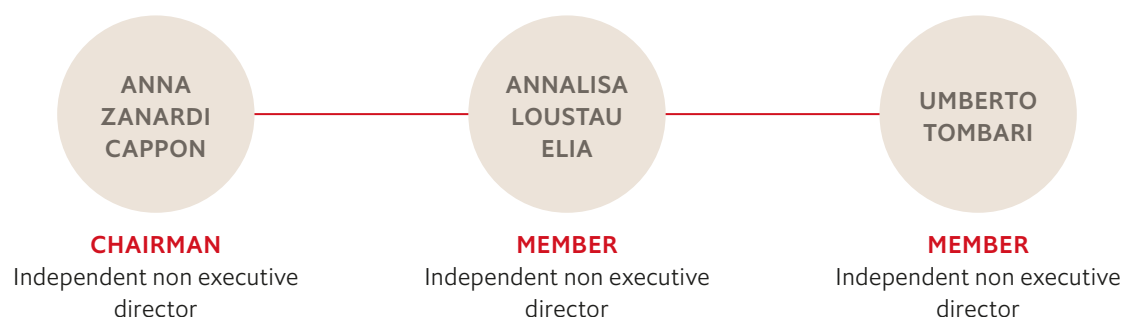 ANNA
ZANARDI
CAPPON
CHAIRMAN
Independent non executive
director
ANNALISA
LOUSTAU
ELIA
MEMBER
Independent non executive
director
UMBERTO
TOMBARI
MEMBER
Independent non executive
director